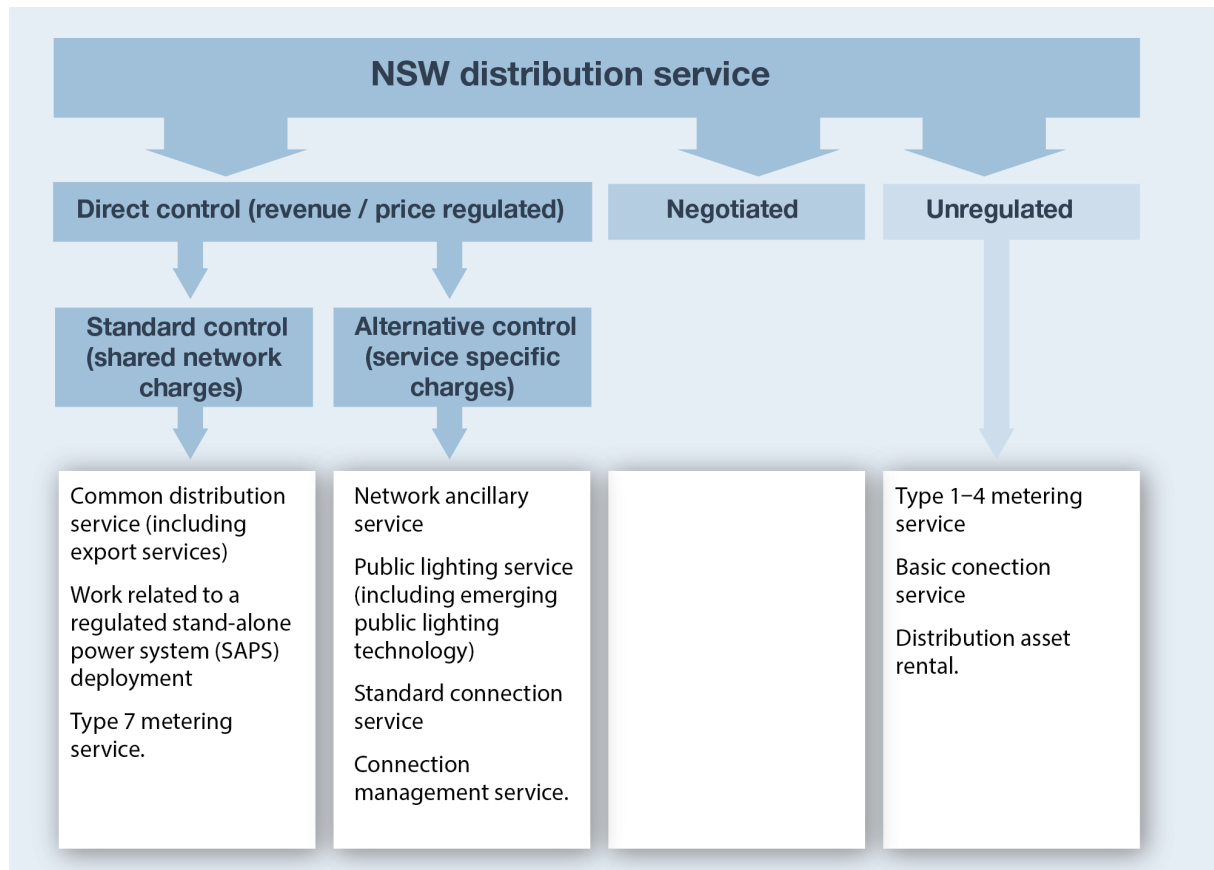 NSW distribution service
Direct control (revenue / price regulated)
Negotiated
Unregulated
Standard control
(shared network
charges)
Alternative control
(service specific
charges)
Common distribution
service (including
export services)
Work related to a
regulated stand-alone
power system (SAPS)
deployment
Type 7 metering
service.
Network ancillary
service
Public lighting service
(including emerging
public lighting
technology)
Standard connection
service
Connection
management service.
Type 1–4 metering
service
Basic conection
service
Distribution asset
rental.